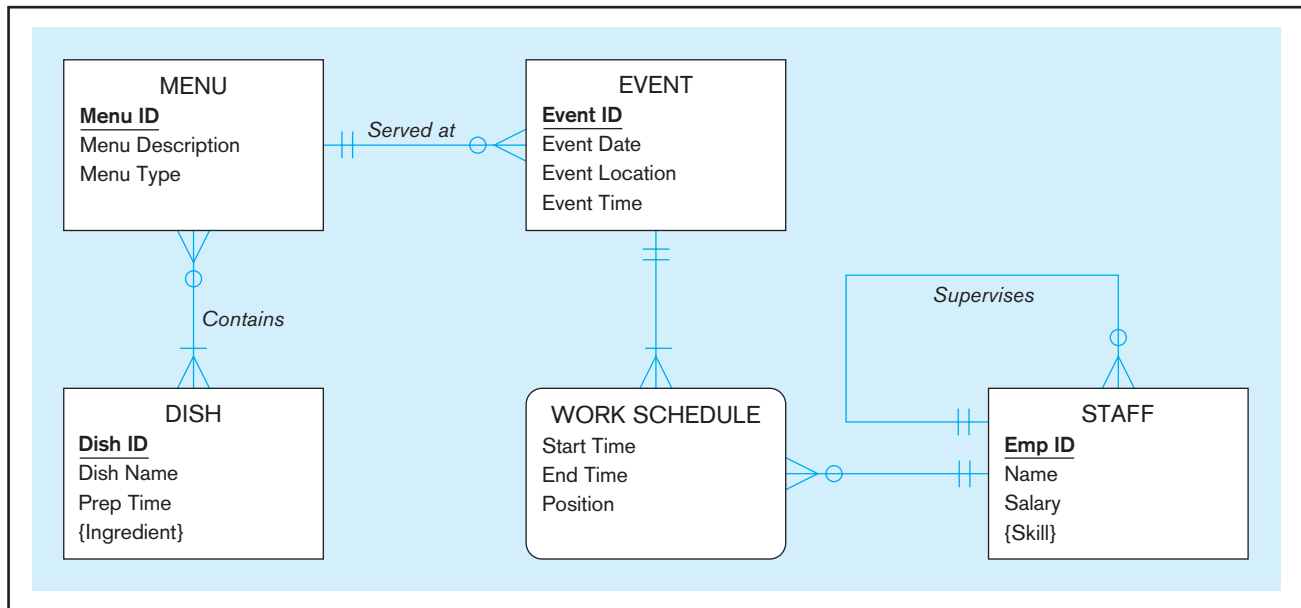 MENU
Menu ID
Menu Description
Menu Type
Served at
EVENT
Event ID
Event Date
Event Location
Event Time
Contains
Supervises
DISH
Dish ID
Dish Name
Prep Time
{Ingredient}
WORK SCHEDULE
Start Time
End Time
Position
STAFF
Emp ID
Name
Salary
{Skill}